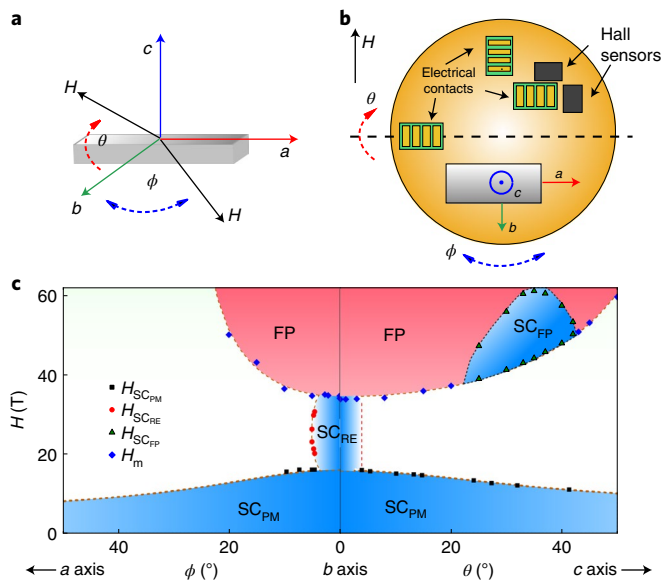 a
c
H
θ
a
b
ϕ
H
b
H
θ
Electrical
contacts
Hall
sensors
a
c
b
ϕ
c
60
40
20
0
H (T)
FP
FP
SC_FP
H_SC_PM
H_SC_RE
H_SC_FP
H_m
SC_RE
SC_PM
SC_PM
40 20 0 20 40
a axis ϕ (°) b axis θ (°) c axis